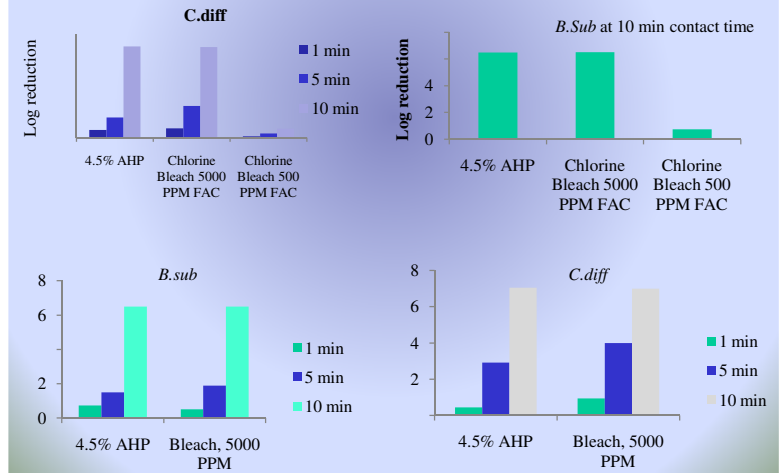 C.diff
Log reduction
1 min
5 min
10 min
4.5% AHP
Chlorine
Bleach 5000
PPM FAC
Chlorine
Bleach 500
PPM FAC
B.Sub at 10 min contact time
Log reduction
4
2
0
4.5% AHP
Chlorine
Bleach 5000
PPM FAC
Chlorine
Bleach 500
PPM FAC
B.sub
8
6
2
0
4.5% AHP
Bleach, 5000
PPM
1 min
5 min
10 min
C.diff
8
6
4
2
4.5% AHP
Bleach, 5000
PPM
1 min
5 min
10 min